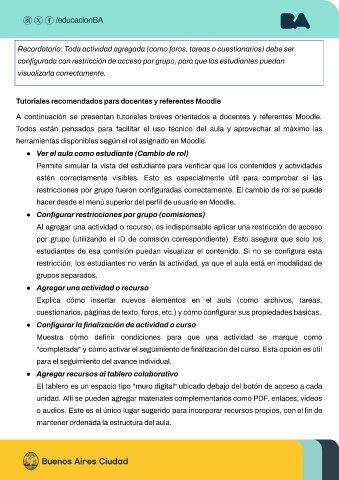 /educacionBA
BA
Recordatorio: Toda actividad agregada (como foros, tareas o cuestionarios) debe ser
configurada con restricción de acceso por grupo, para que los estudiantes puedan
visualizarla correctamente.
Tutoriales recomendados para docentes y referentes Moodle
A continuación se presentan tutoriales breves orientados a docentes y referentes Moodle.
Todos están pensados para facilitar el uso técnico del aula y aprovechar al máximo las
herramientas disponibles según el rol asignado en Moodle.
● Ver el aula como estudiante (Cambio de rol)
Permite simular la vista del estudiante para verificar que los contenidos y actividades
estén correctamente visibles. Esto es especialmente útil para comprobar si las
restricciones por grupo fueron configuradas correctamente. El cambio de rol se puede
hacer desde el menú superior del perfil de usuario en Moodle.
● Configurar restricciones por grupo (comisiones)
Al agregar una actividad o recurso, es indispensable aplicar una restricción de acceso
por grupo (utilizando el ID de comisión correspondiente). Esto asegura que solo los
estudiantes de esa comisión puedan visualizar el contenido. Si no se configura esta
restricción, los estudiantes no verán la actividad, ya que el aula está en modalidad de
grupos separados.
● Agregar una actividad o recurso
Explica cómo insertar nuevos elementos en el aula (como archivos, tareas,
cuestionarios, páginas de texto, foros, etc.) y cómo configurar sus propiedades básicas.
● Configurar la finalización de actividad o curso
Muestra cómo definir condiciones para que una actividad se marque como
"completada" y cómo activar el seguimiento de finalización del curso. Esta opción es útil
para el seguimiento del avance individual.
● Agregar recursos al tablero colaborativo
El tablero es un espacio tipo "muro digital" ubicado debajo del botón de acceso a cada
unidad. Allí se pueden agregar materiales complementarios como PDF, enlaces, videos
o audios. Este es el único lugar sugerido para incorporar recursos propios, con el fin de
mantener ordenada la estructura del aula.
Buenos Aires Ciudad